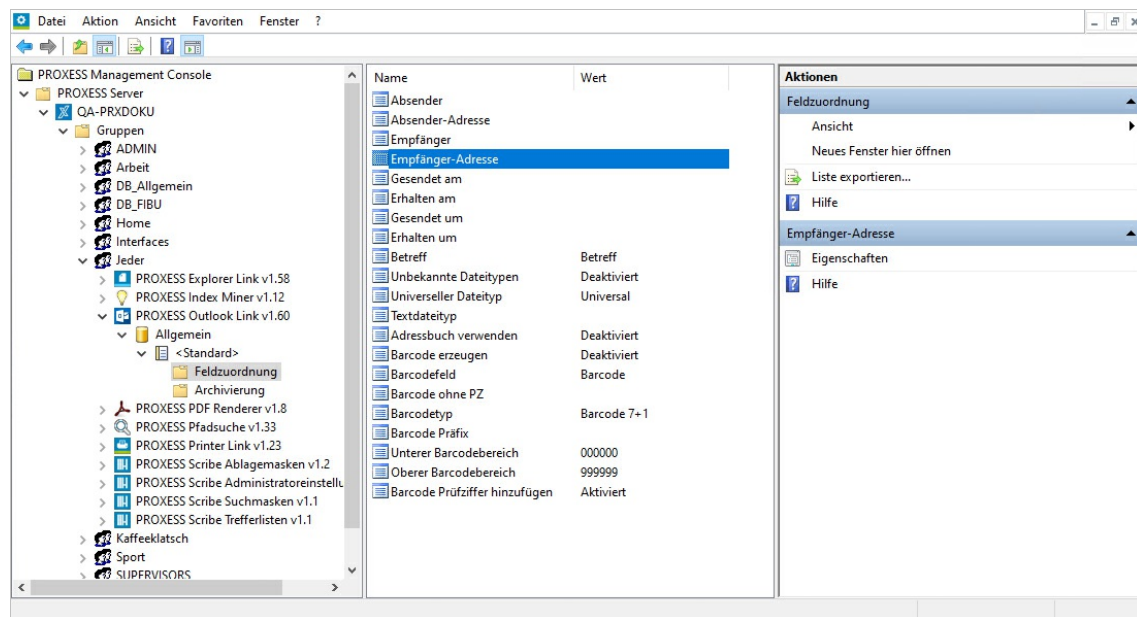 Datei Aktion Ansicht Favoriten Fenster ?
PROXESS Management Console
PROXESS Server
QA-PRXDOKU
Gruppen
ADMIN
Arbeit
DB_Allgemein
DB_FIBU
Home
Interfaces
Jeder
PROXESS Explorer Link v1.58
PROXESS Index Miner v1.12
PROXESS Outlook Link v1.60
Allgemein
<Standard>
Feldzuordnung
Archivierung
PROXESS PDF Renderer v1.8
PROXESS Pfadsuche v1.33
PROXESS Printer Link v1.23
PROXESS Scribe Ablagemasken v1.2
PROXESS Scribe Administratoreinstellu
PROXESS Scribe Suchmasken v1.1
PROXESS Scribe Trefferlisten v1.1
Kaffeeklatsch
Sport
SUPERVISORS
Name Wert
Absender
Absender-Adresse
Empfänger
Empfänger-Adresse
Gesendet am
Erhalten am
Gesendet um
Erhalten um
Betreff Betreff
Unbekannte Dateitypen Deaktiviert
Universeller Dateityp Universal
Textdateityp
Adressbuch verwenden Deaktiviert
Barcode erzeugen Deaktiviert
Barcodefeld Barcode
Barcode ohne PZ
Barcodetyp Barcode 7+1
Barcode Präfix
Unterer Barcodebereich 000000
Oberer Barcodebereich 999999
Barcode Prüfziffer hinzufügen Aktiviert
Aktionen
Feldzuordnung
Ansicht
Neues Fenster hier öffnen
Liste exportieren...
Hilfe
Empfänger-Adresse
Eigenschaften
Hilfe